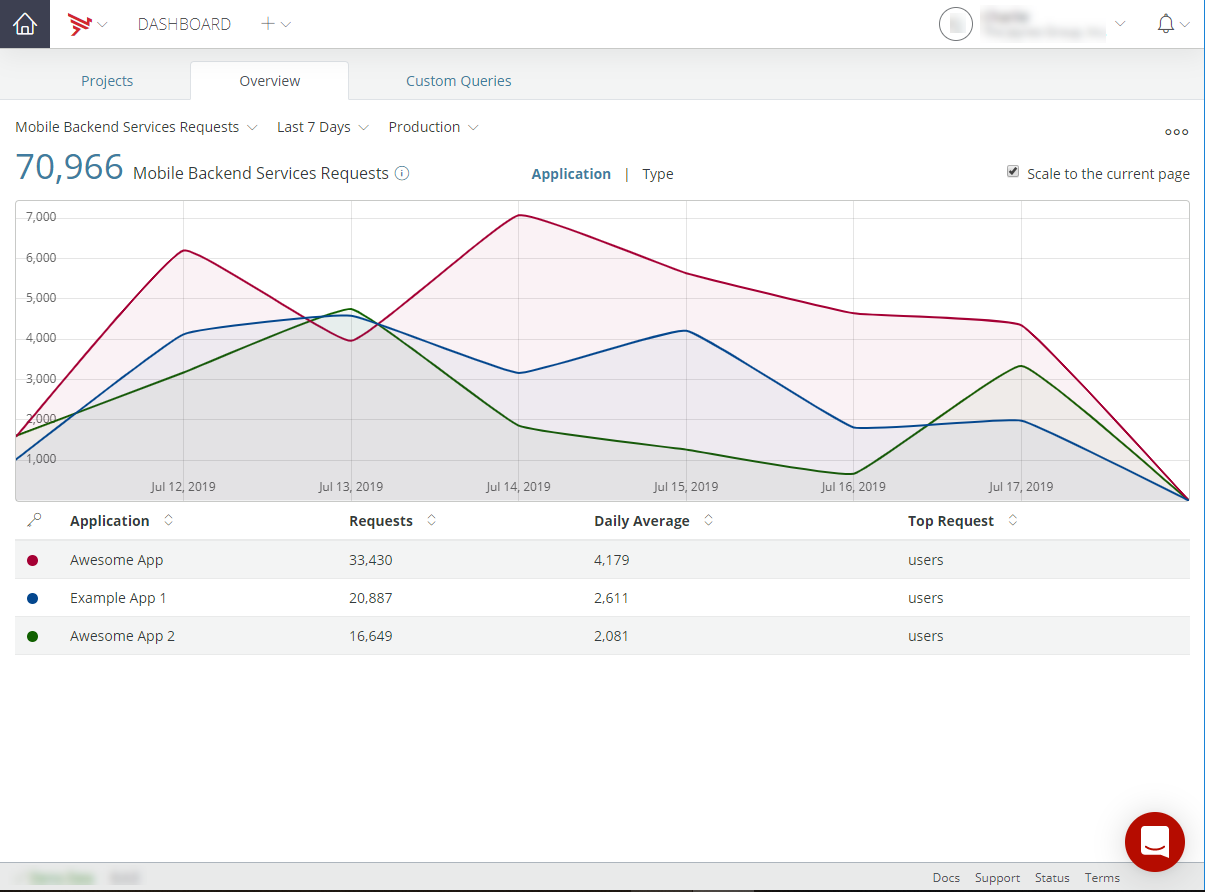 DASHBOARD
Projects Overview Custom Queries
Mobile Backend Services Requests Last 7 Days Production
70,966 Mobile Backend Services Requests Application | Type Scale to the current page
7,000
6,000
5,000
4,000
3,000
2,000
1,000
Jul 12, 2019 Jul 13, 2019 Jul 14, 2019 Jul 15, 2019 Jul 16, 2019 Jul 17, 2019
Application Requests Daily Average Top Request
Awesome App 33,430 4,179 users
Example App 1 20,887 2,611 users
Awesome App 2 16,649 2,081 users
Docs Support Status Terms